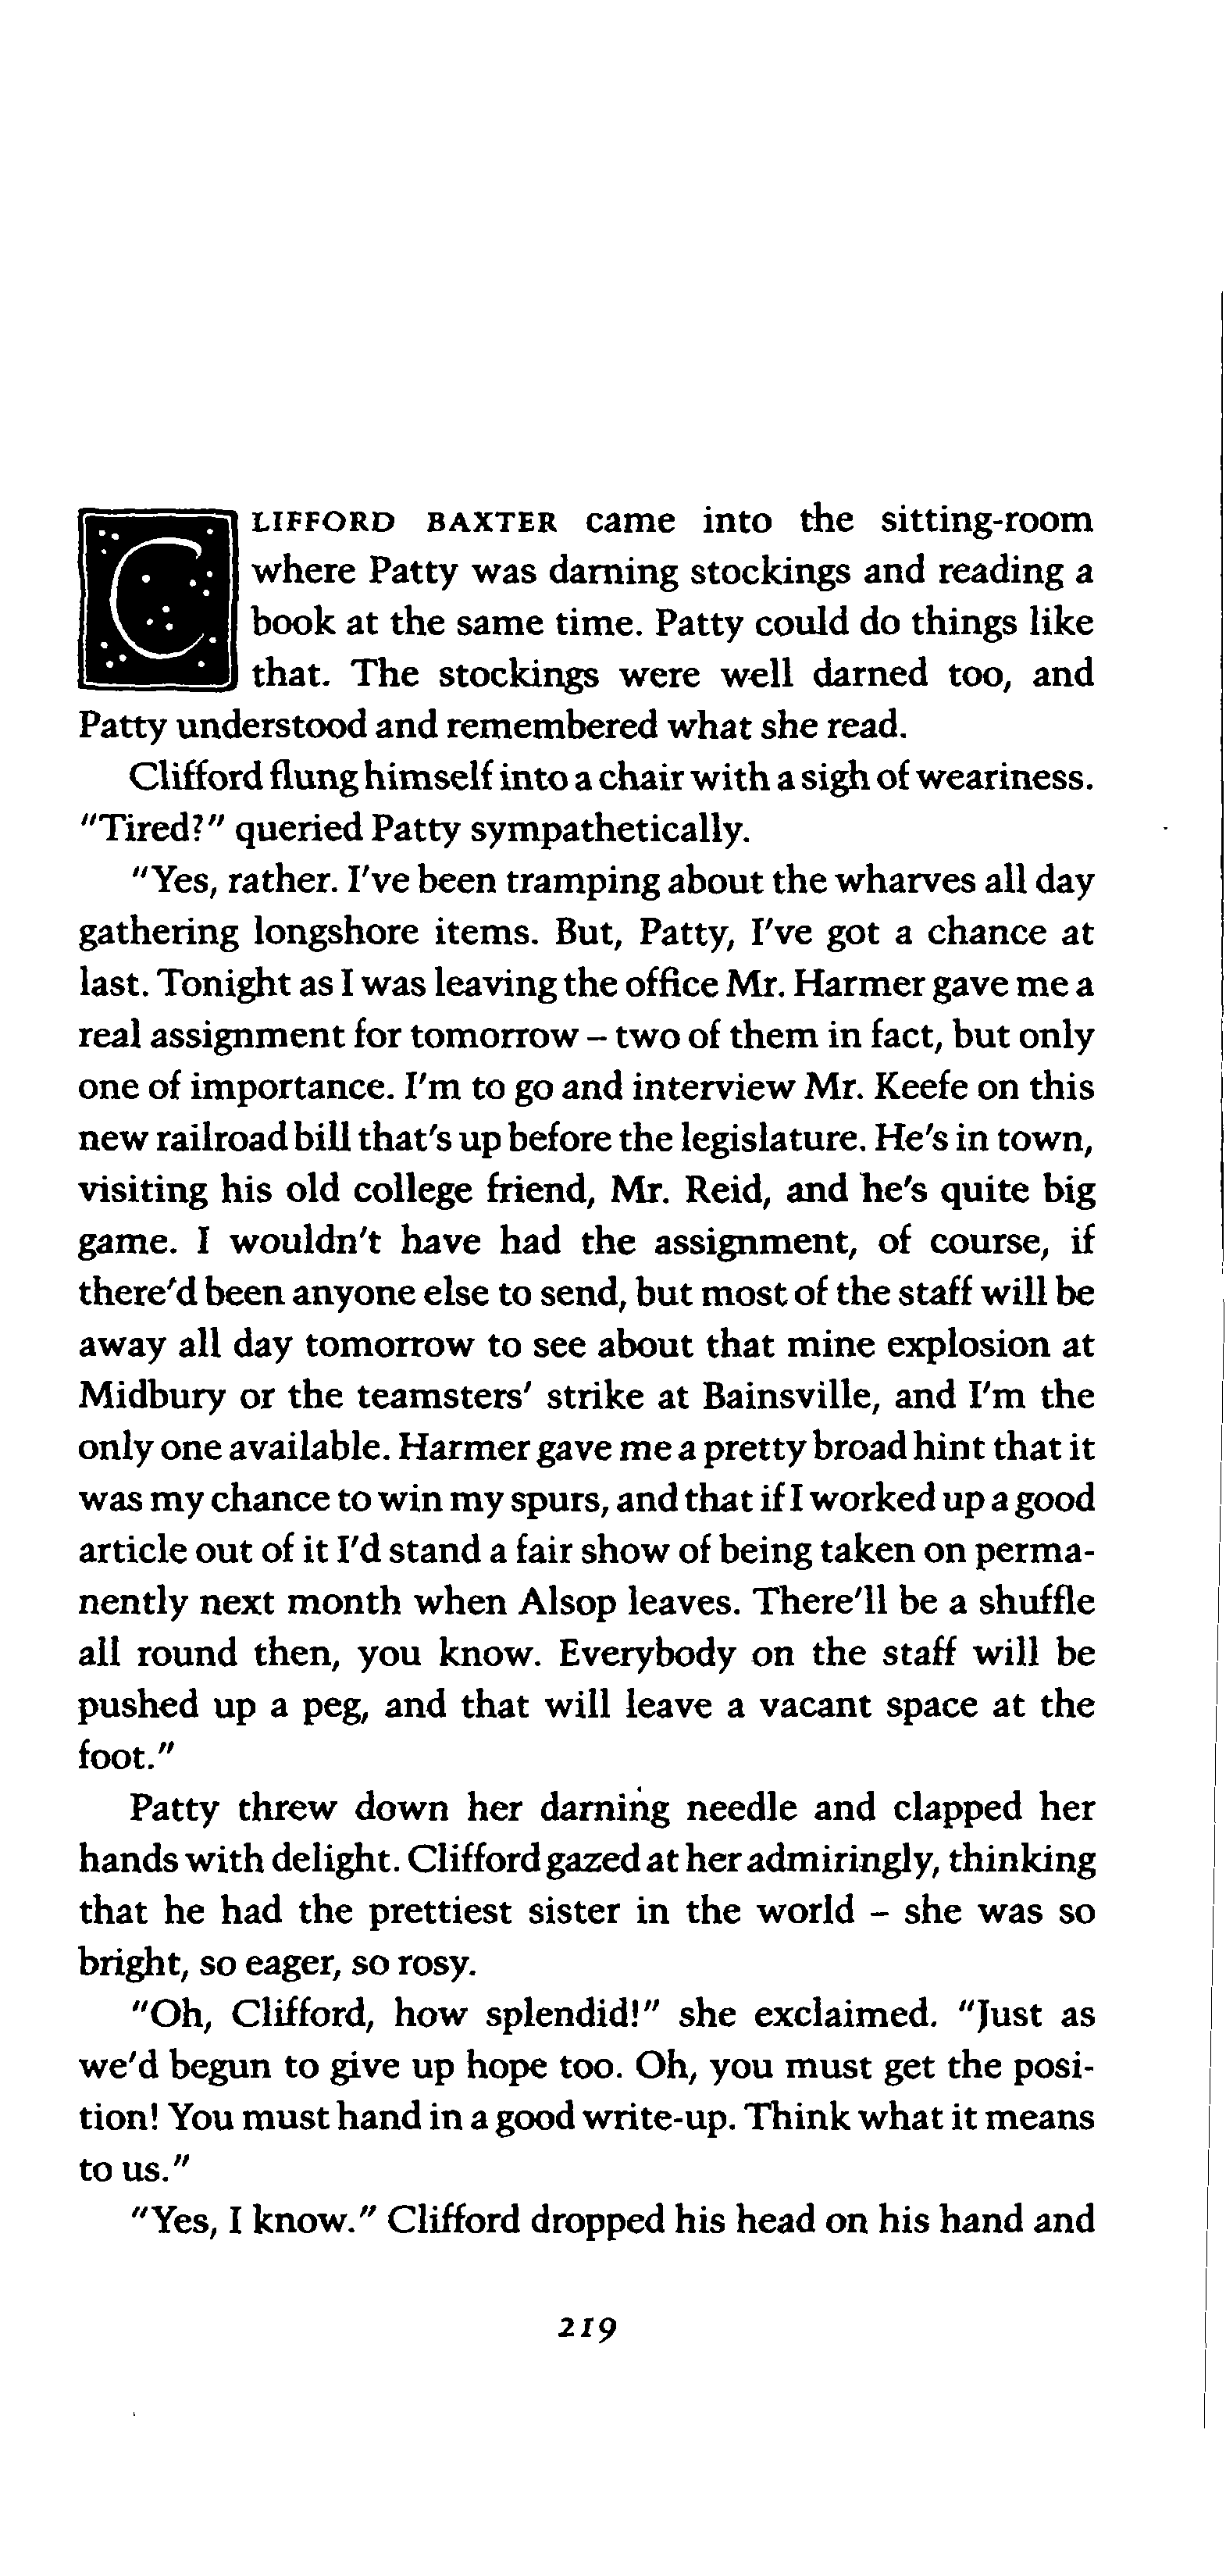 CLIFFORD BAXTER came into the sitting-room
where Patty was darning stockings and reading a
book at the same time. Patty could do things like
that. The stockings were well darned too, and
Patty understood and remembered what she read.
Clifford flung himself into a chair with a sigh of weariness.
"Tired?" queried Patty sympathetically.
"Yes, rather. I've been tramping about the wharves all day
gathering longshore items. But, Patty, I've got a chance at
last. Tonight as I was leaving the office Mr. Harmer gave me a
real assignment for tomorrow – two of them in fact, but only
one of importance. I'm to go and interview Mr. Keefe on this
new railroad bill that's up before the legislature. He's in town,
visiting his old college friend, Mr. Reid, and he's quite big
game. I wouldn't have had the assignment, of course, if
there'd been anyone else to send, but most of the staff will be
away all day tomorrow to see about that mine explosion at
Midbury or the teamsters' strike at Bainsville, and I'm the
only one available. Harmer gave me a pretty broad hint that it
was my chance to win my spurs, and that if I worked up a good
article out of it I'd stand a fair show of being taken on perma-
nently next month when Alsop leaves. There'll be a shuffle
all round then, you know. Everybody on the staff will be
pushed up a peg, and that will leave a vacant space at the
foot."
Patty threw down her darning needle and clapped her
hands with delight. Clifford gazed at her admiringly, thinking
that he had the prettiest sister in the world – she was so
bright, so eager, so rosy.
"Oh, Clifford, how splendid!" she exclaimed. "Just as
we'd begun to give up hope too. Oh, you must get the posi-
tion! You must hand in a good write-up. Think what it means
to us."
"Yes, I know." Clifford dropped his head on his hand and
219